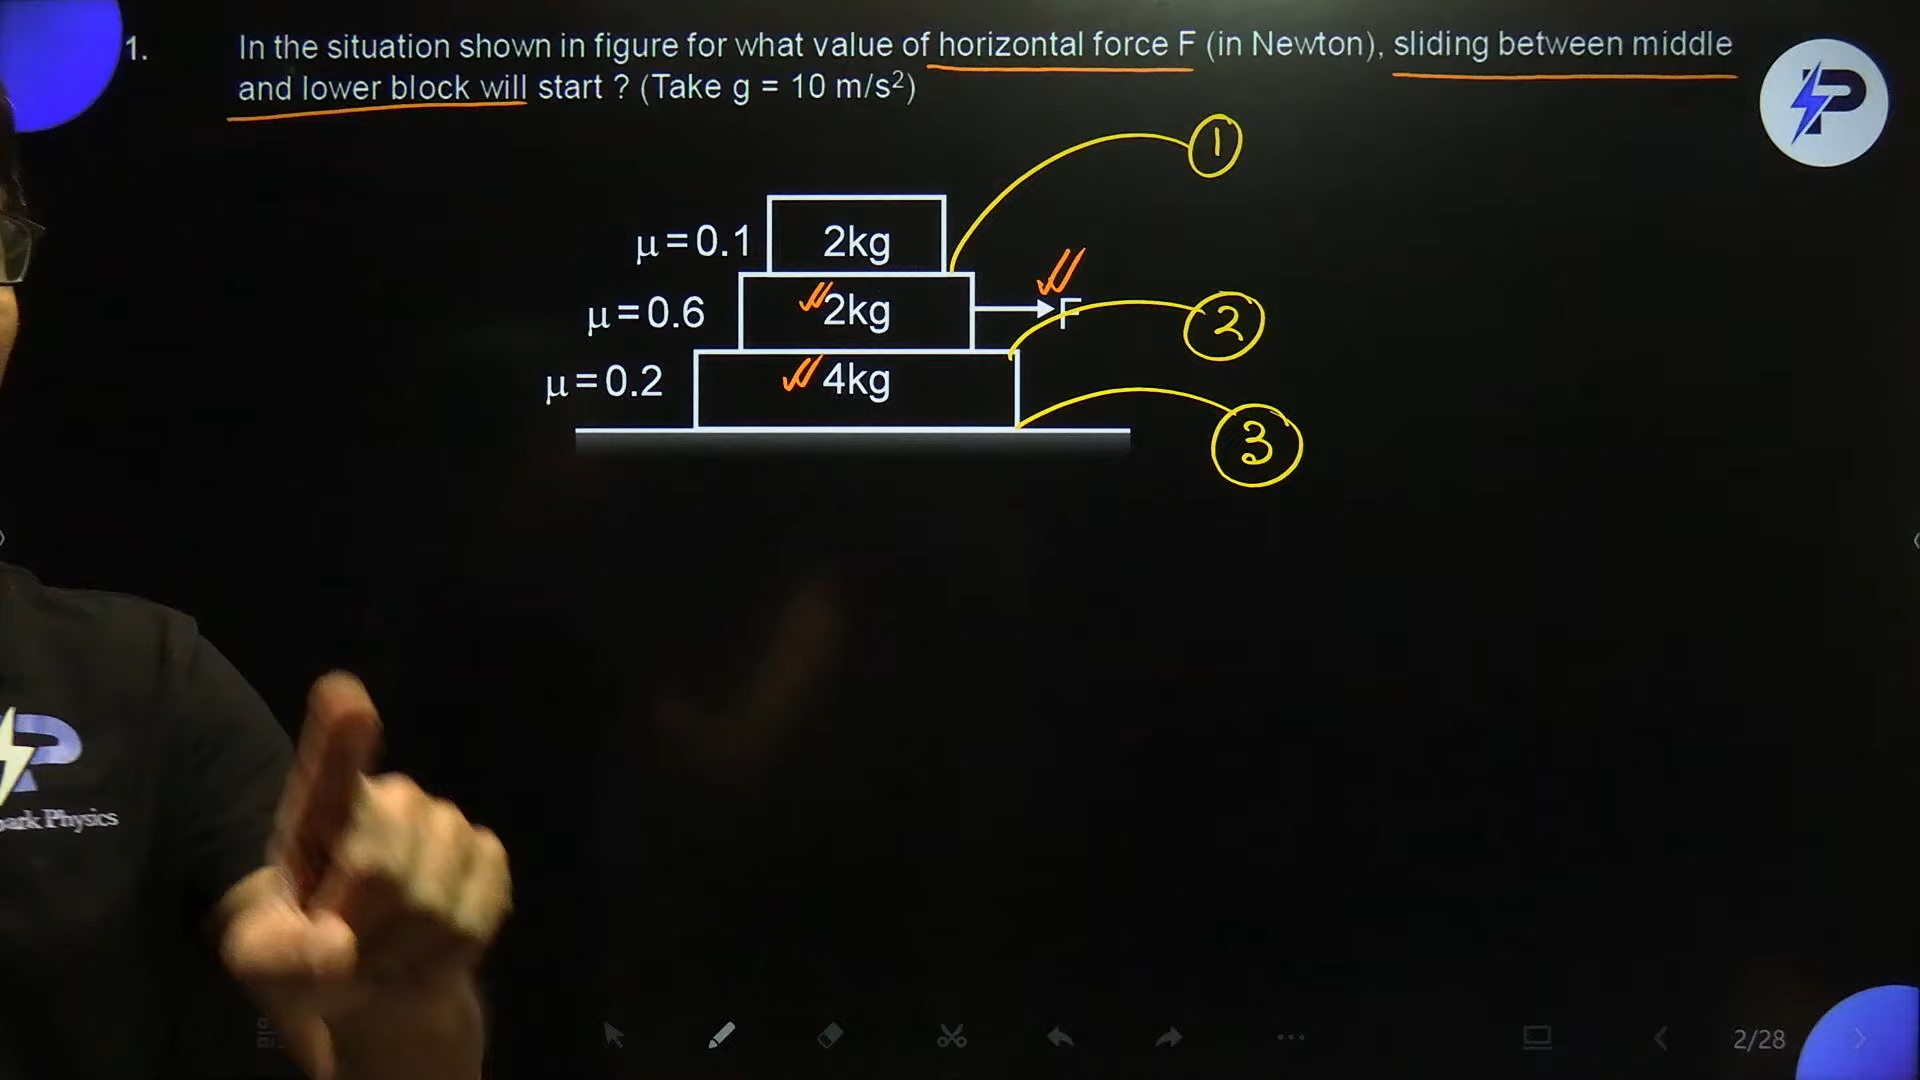 1. In the situation shown in figure for what value of horizontal force F (in Newton), sliding between middle
and lower block will start ? (Take g = 10 m/s²)
1
μ=0.1 2kg
μ=0.6 2kg F
2
μ=0.2 4kg
3
P
P
Physics
2/28